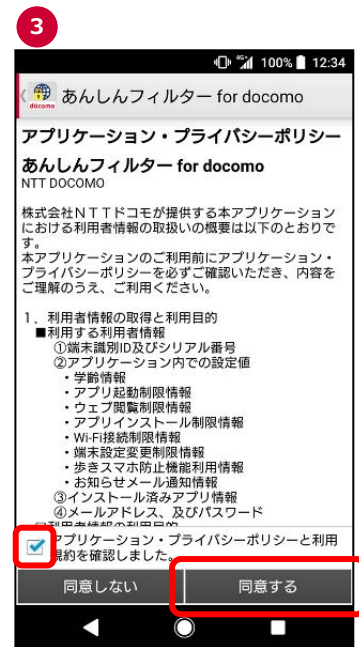 3
100% 12:34
docomo あんしんフィルター for docomo
アプリケーション・プライバシーポリシー
あんしんフィルター for docomo
NTT DOCOMO
株式会社ＮＴＴドコモが提供する本アプリケーション
における利用者情報の取扱いの概要は以下のとおりで
す。
本アプリケーションのご利用前にアプリケーション・
プライバシーポリシーを必ずご確認いただき、内容を
ご理解のうえ、ご利用ください。
１．利用者情報の取得と利用目的
■利用する利用者情報
①端末識別ID及びシリアル番号
②アプリケーション内での設定値
・学齢情報
・アプリ起動制限情報
・ウェブ閲覧制限情報
・アプリインストール制限情報
・Wi-Fi接続制限情報
・端末設定変更制限情報
・歩きスマホ防止機能利用情報
・お知らせメール通知情報
③インストール済みアプリ情報
④メールアドレス、及びパスワード
■利用者情報の利用目的
アプリケーション・プライバシーポリシーと利用
規約を確認しました。
同意しない 同意する